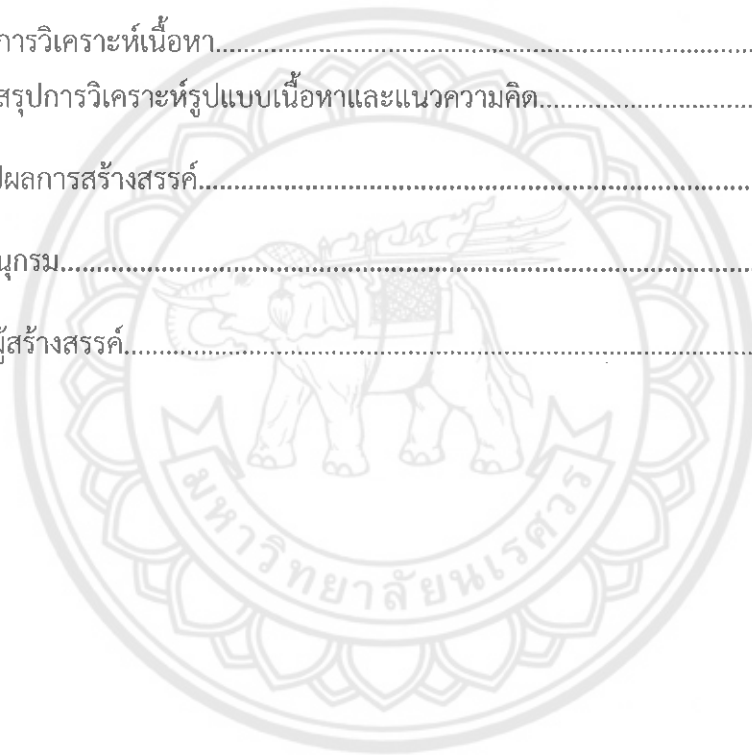 การวิเคราะห์เนื้อหา
สรุปการวิเคราะห์รูปแบบเนื้อหาและแนวความคิด
ผลการสร้างสรรค์
นุกรม
ผู้สร้างสรรค์
มหาวิทยาลัยนเรศวร